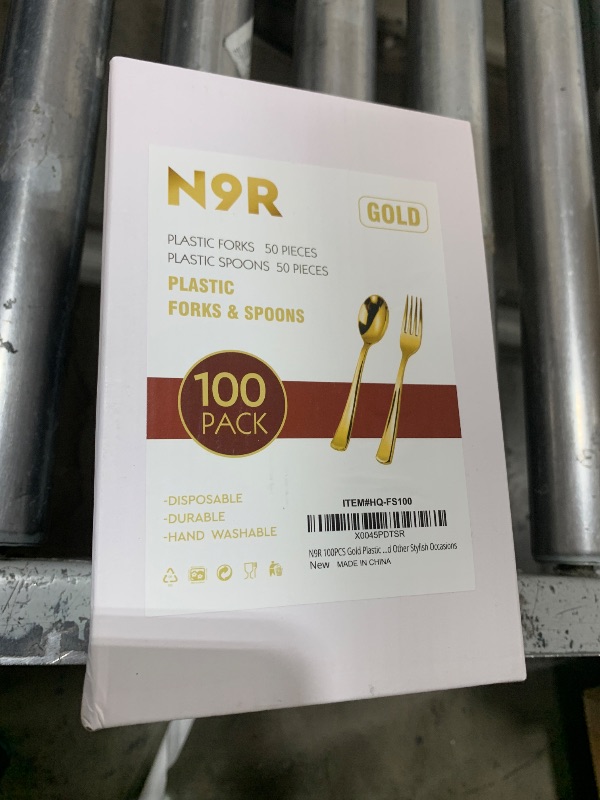 N9R
GOLD
PLASTIC FORKS 50 PIECES
PLASTIC SPOONS 50 PIECES
PLASTIC
FORKS & SPOONS
100
PACK
-DISPOSABLE
-DURABLE
-HAND WASHABLE
ITEM#HQ-FS100
X0045PDTSR
N9R 100PCS Gold Plastic ...d Other Stylish Occasions
New MADE IN CHINA